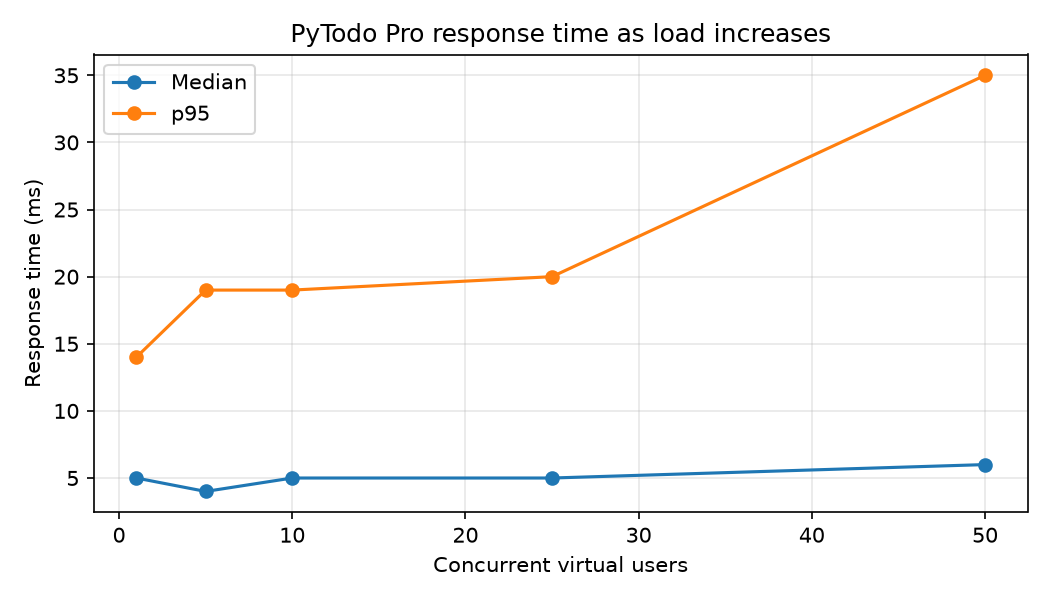 PyTodo Pro response time as load increases
Response time (ms)
35
30
25
20
15
10
5
Median
p95
0 10 20 30 40 50
Concurrent virtual users